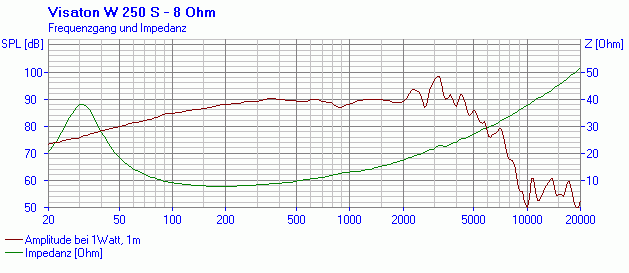 Visaton W 250 S - 8 Ohm
Frequenzgang und Impedanz
SPL [dB] Z [Ohm]
100 50
90 40
80 30
70 20
60 10
50
20 50 100 200 500 1000 2000 5000 10000 20000
Amplitude bei 1Watt, 1m
Impedanz [Ohm]